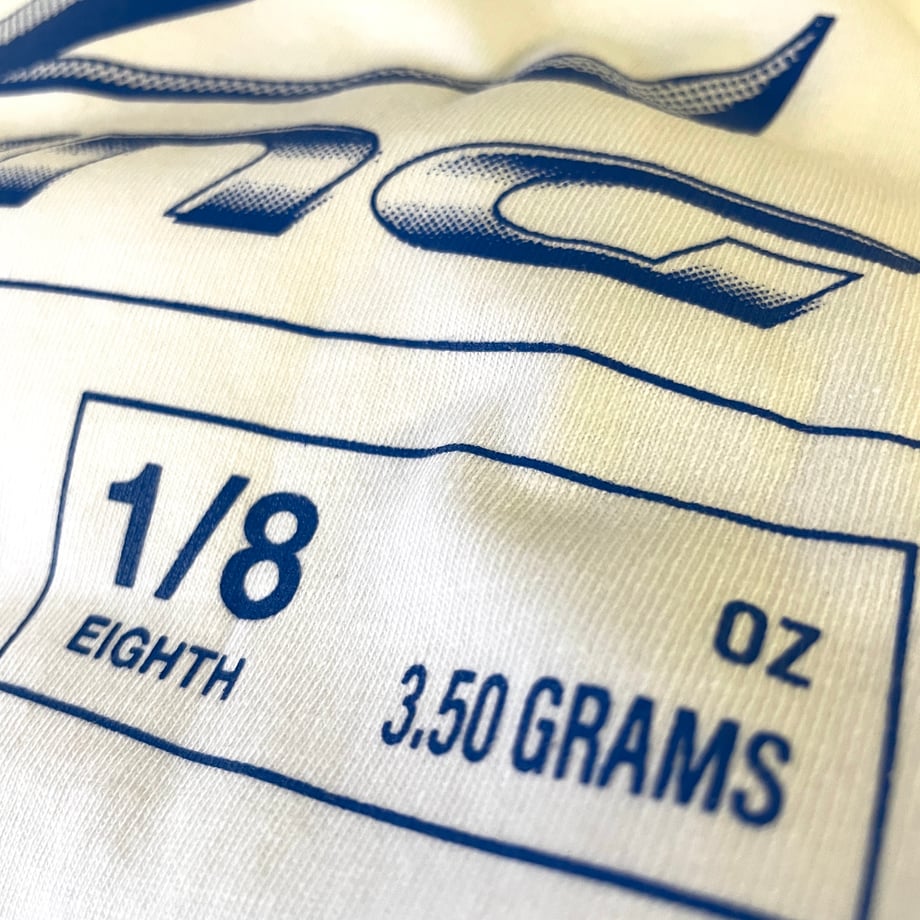 1/8
EIGHTH
OZ
3.50 GRAMS